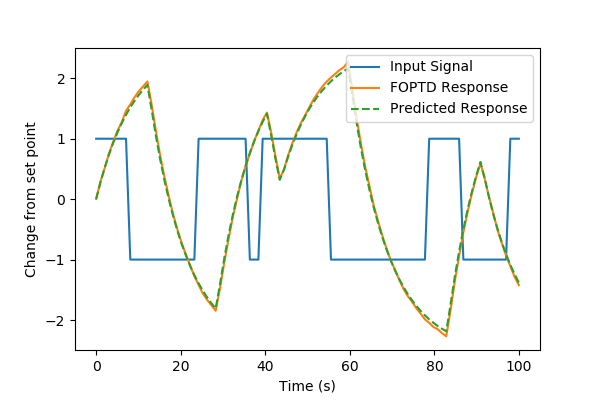 Input Signal
FOPTD Response
Predicted Response
Change from set point
2
1
0
−1
−2
0 20 40 60 80 100
Time (s)